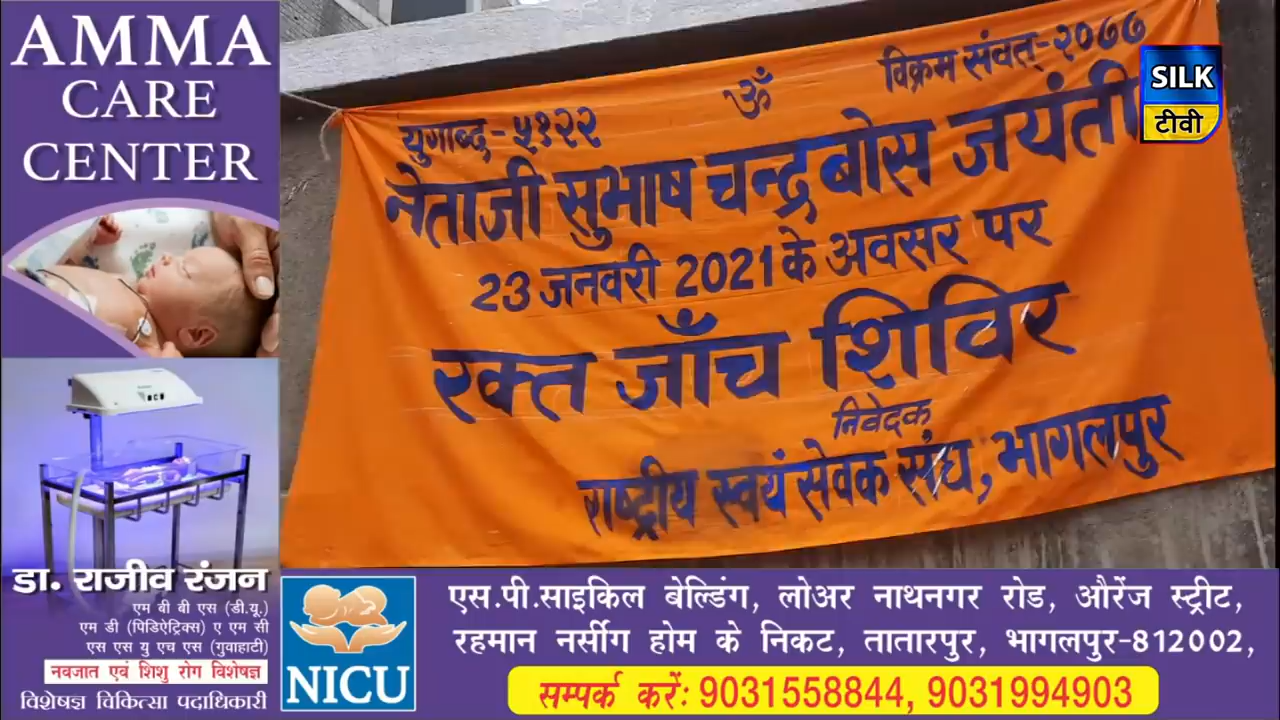 AMMA
CARE
CENTER
डा. राजीव रंजन
एम बी बी एस (डी.यू.)
एम डी (पिडिऐट्रिक्स) ए एम सी
एस एस यु एच एस (गुवाहाटी)
नवजात एवं शिशु रोग विशेषज्ञ
विशेषज्ञ चिकित्सा पदाधिकारी
विक्रम संवत्-२०७७
ॐ
युगाब्द-५१२२
नेताजी सुभाष चन्द्र बोस जयंती
23 जनवरी 2021 के अवसर पर
रक्त जाँच शिविर
निवेदक
राष्ट्रीय स्वयं सेवक संघ, भागलपुर
SILK
टीवी
NICU
एस.पी.साइकिल बेल्डिंग, लोअर नाथनगर रोड, औरेंज स्ट्रीट,
रहमान नर्सीग होम के निकट, तातारपुर, भागलपुर-812002,
सम्पर्क करेंः 9031558844, 9031994903